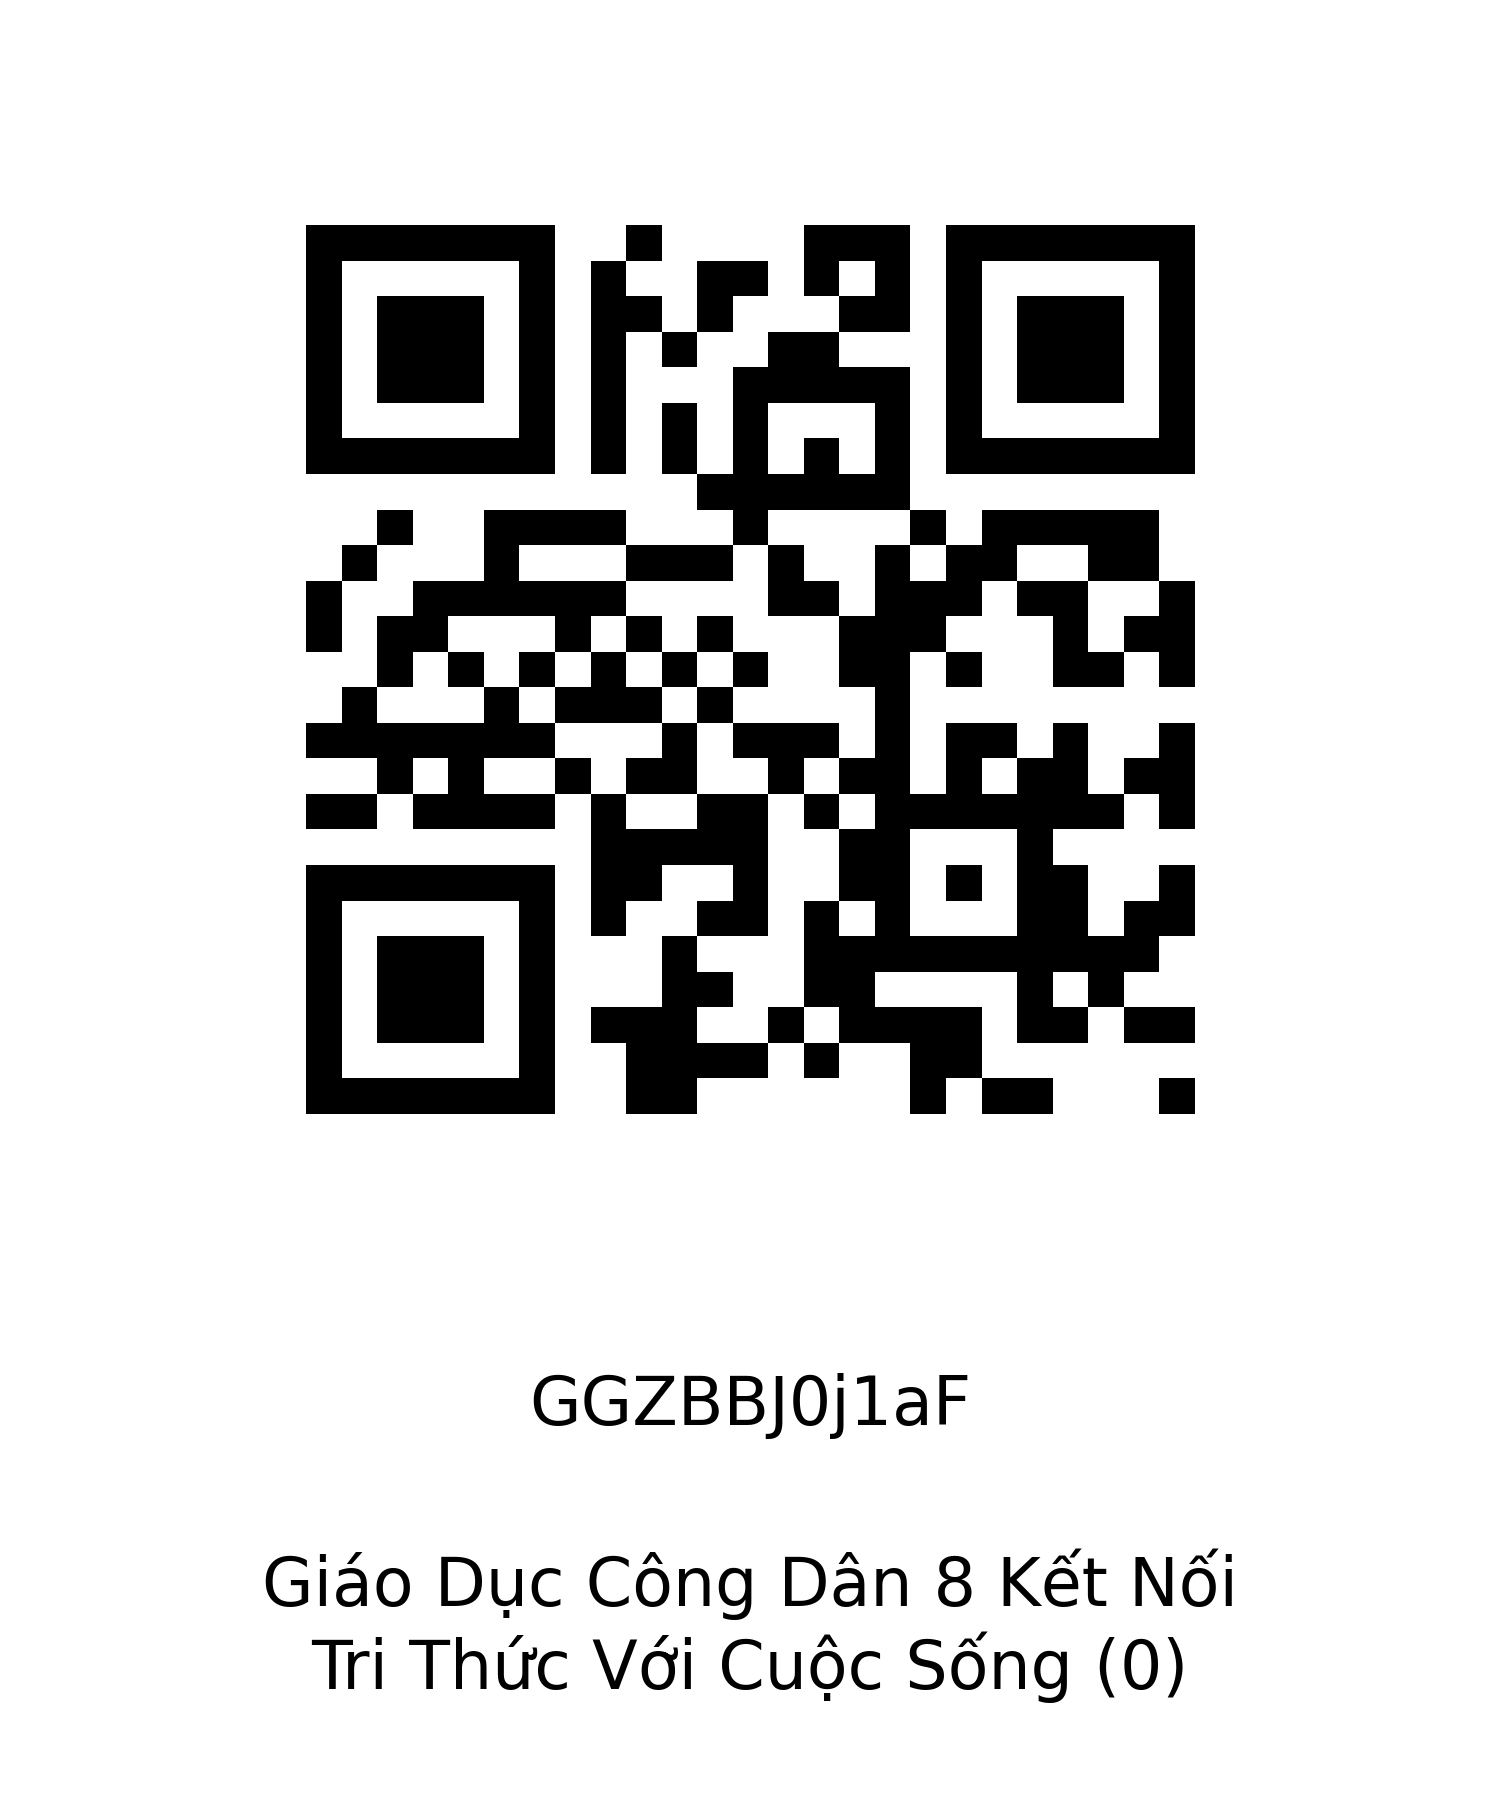 GGZBBJ0j1aF
Giáo Dục Công Dân 8 Kết Nối
Tri Thức Với Cuộc Sống (0)